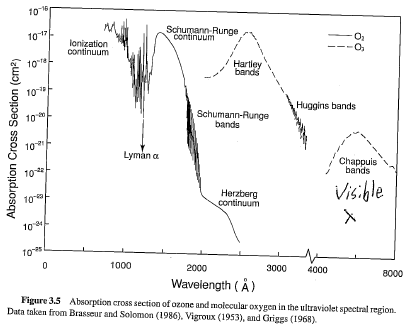 10-16
10-17
10-18
10-19
10-20
10-21
10-22
10-23
10-24
10-25
Absorption Cross Section (cm2)
Ionization
continuum
Schumann-Runge
continuum
O2
O3
Hartley
bands
Huggins bands
Schumann-Runge
bands
Lyman α
Chappuis
bands
Visible
X
Herzberg
continuum
0 1000 2000 3000 4000 8000
Wavelength (Å)
Figure 3.5 Absorption cross section of ozone and molecular oxygen in the ultraviolet spectral region.
Data taken from Brasseur and Solomon (1986), Vigroux (1953), and Griggs (1968).